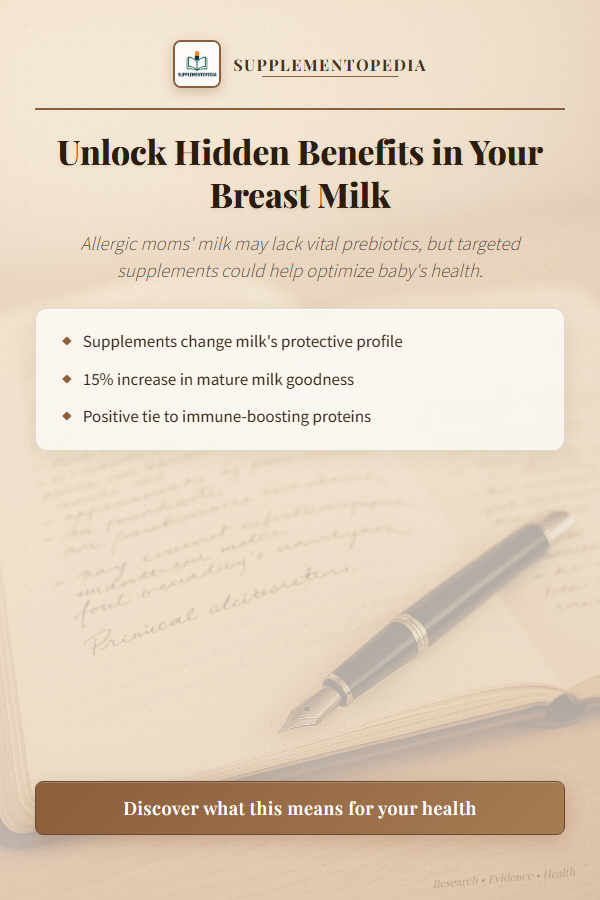 SUPPLEMENTOPEDIA
SUPPLEMENTOPEDIA
Unlock Hidden Benefits in Your
Breast Milk
Allergic moms' milk may lack vital prebiotics, but targeted
supplements could help optimize baby's health.
Supplements change milk's protective profile
15% increase in mature milk goodness
Positive tie to immune-boosting proteins
Discover what this means for your health
Research • Evidence • Health